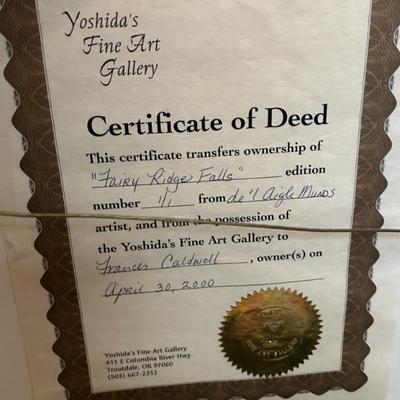 Yoshida's
Fine Art
Gallery
Certificate of Deed
This certificate transfers ownership of
"Fairy Ridge Falls" edition
number 1/1 from de'l Aigle Munds
artist, and from the possession of
the Yoshida's Fine Art Gallery to
Frances Caldwell, owner(s) on
April 30, 2000
Yoshida's Fine Art Gallery
411 E Columbia River Hwy
Troutdale, OR 97060
(503) 667-2352